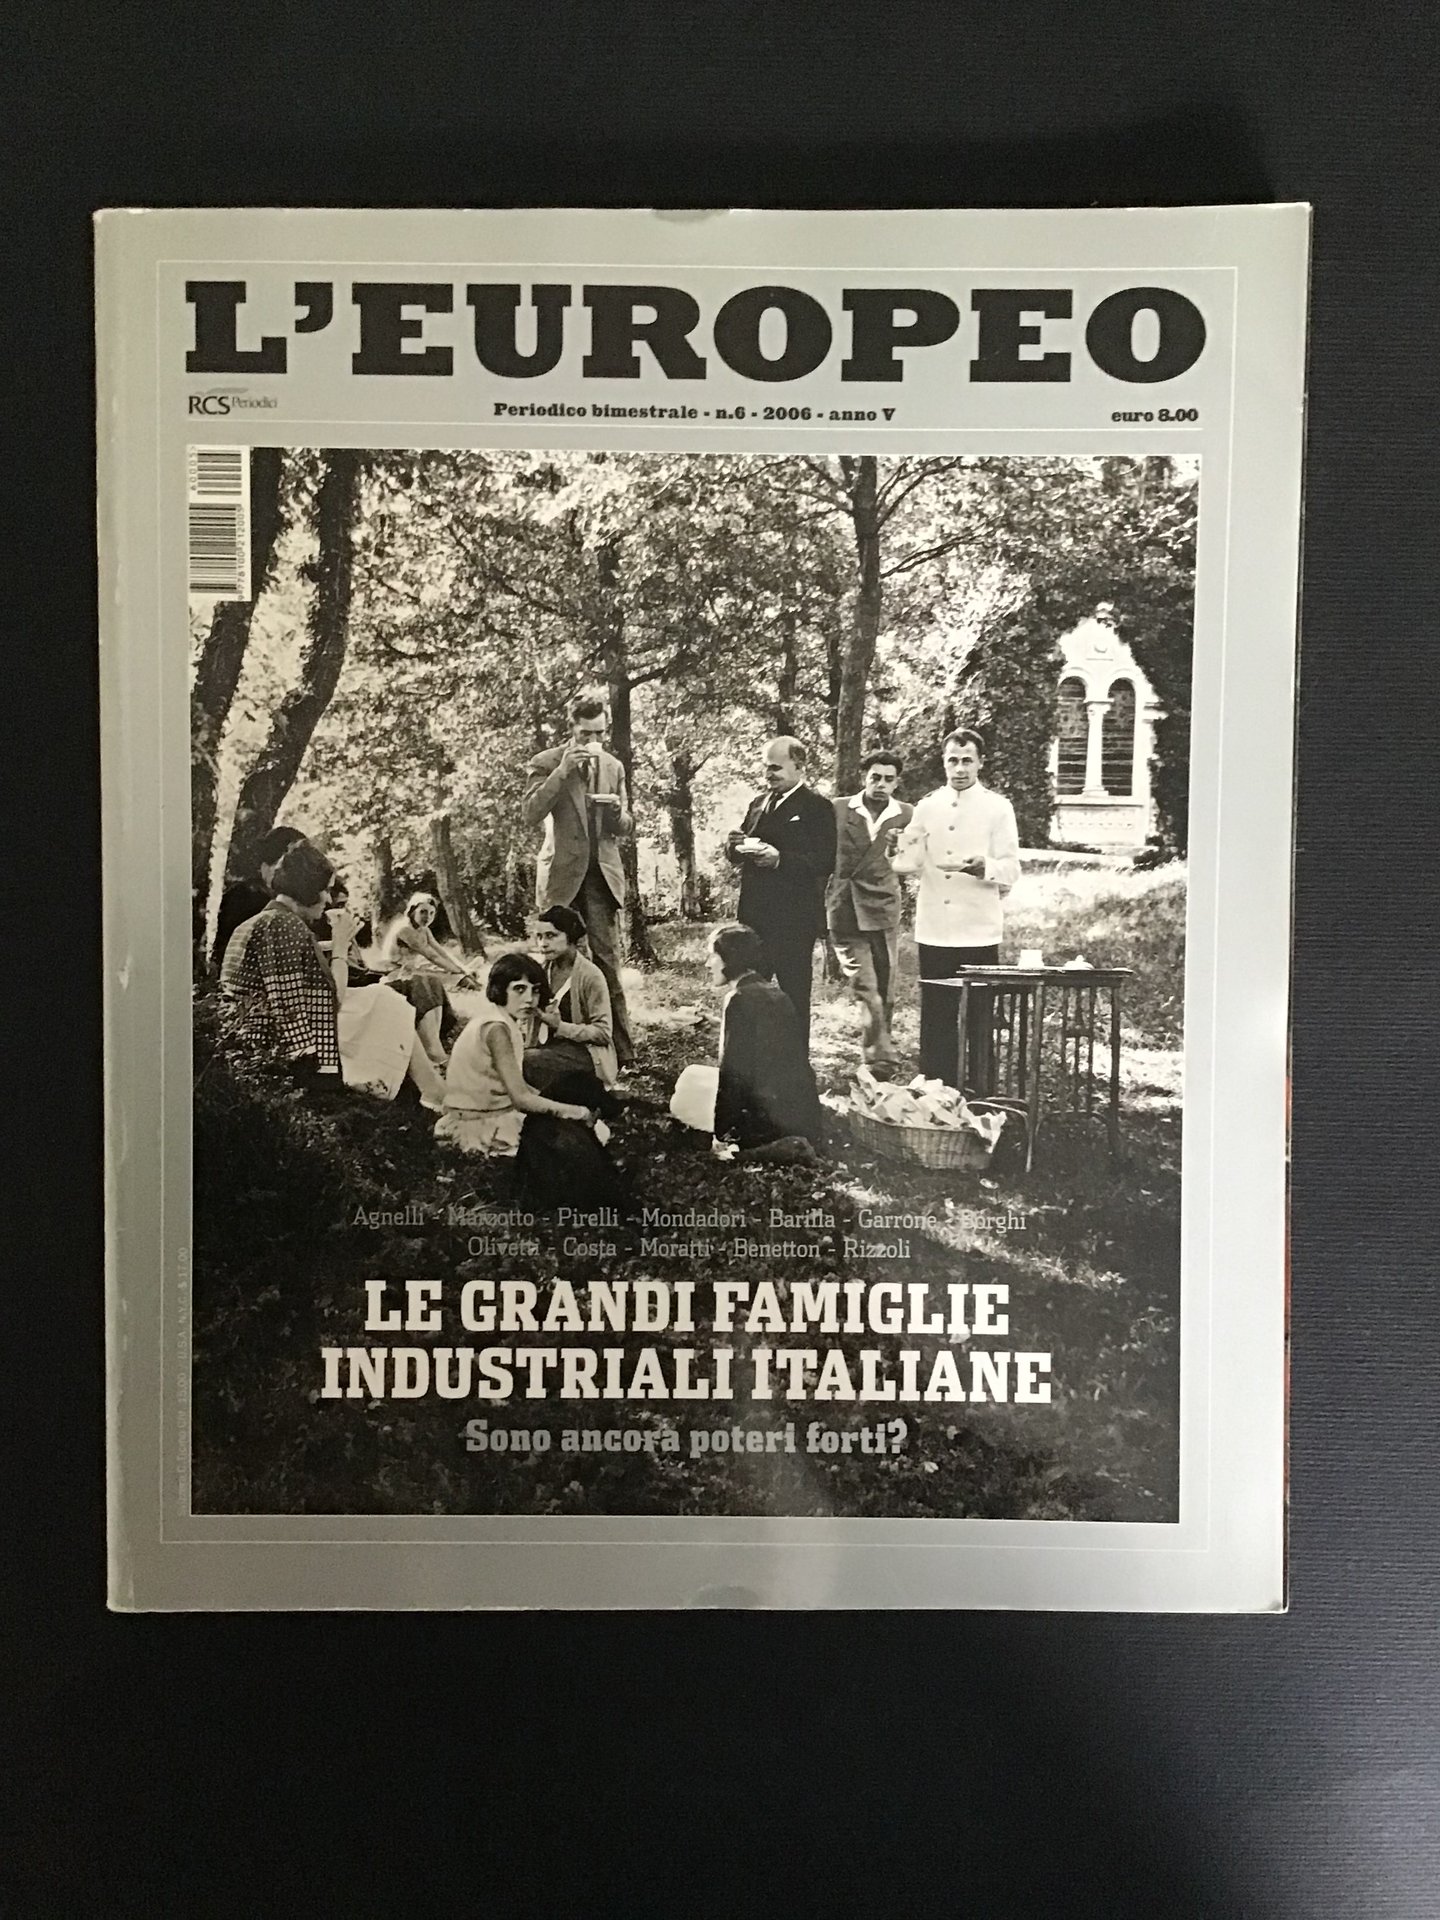 L'EUROPEO
RCS Periodici
Periodico bimestrale - n.6 - 2006 - anno V
euro 8.00
Agnelli - Marzotto - Pirelli - Mondadori - Barilla - Garrone - Borghi
Olivetti - Costa - Moratti - Benetton - Rizzoli
LE GRANDI FAMIGLIE
INDUSTRIALI ITALIANE
Sono ancora poteri forti?